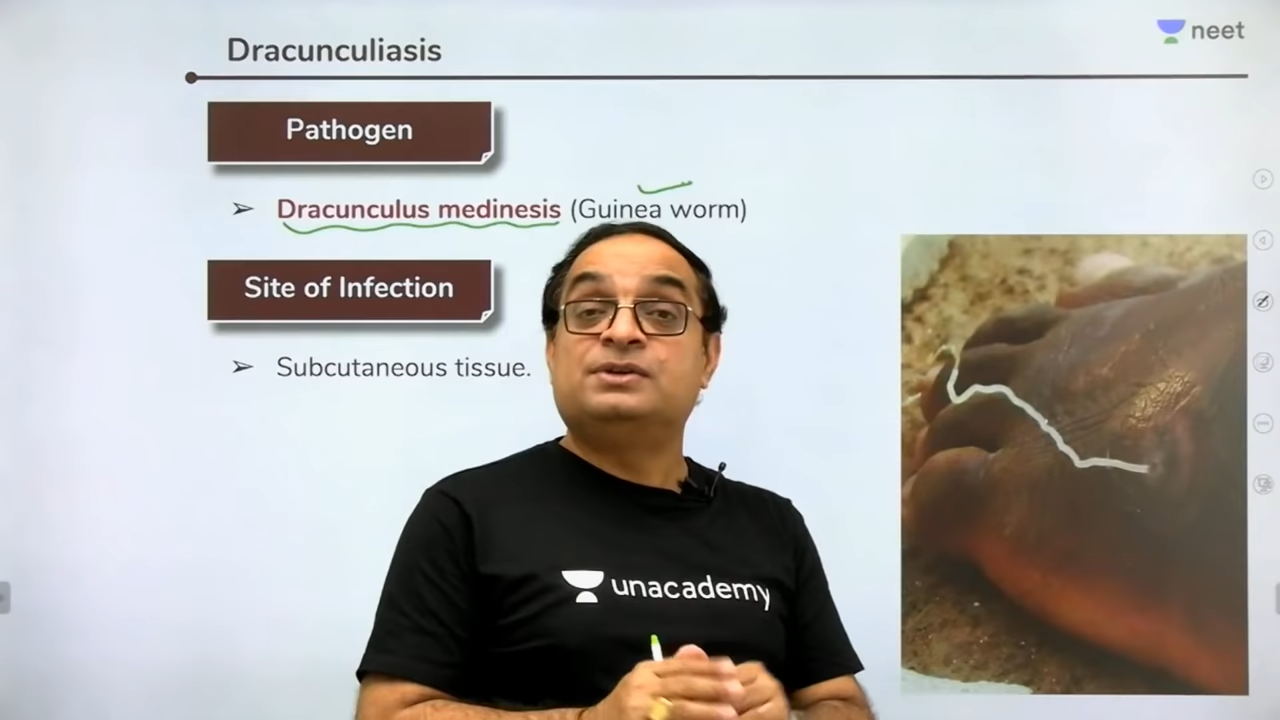 neet
Dracunculiasis
Pathogen
➢ Dracunculus medinesis (Guinea worm)
Site of Infection
➢ Subcutaneous tissue.
unacademy